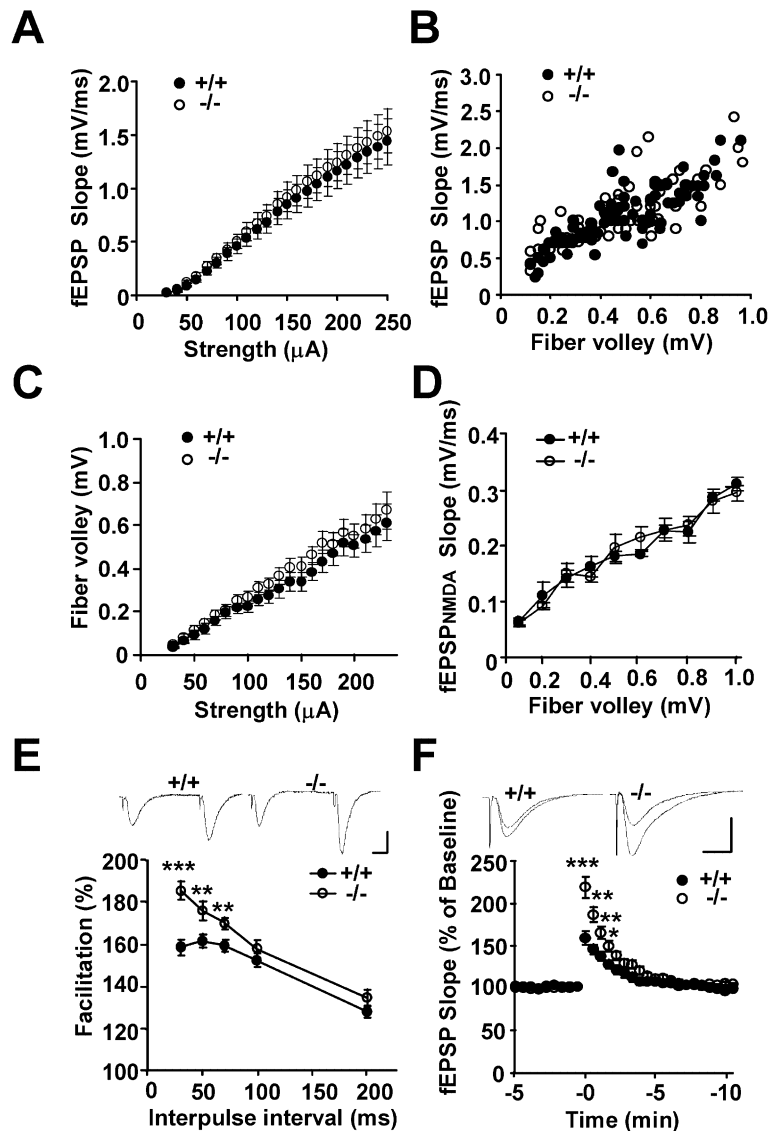 A
fEPSP Slope (mV/ms)
2.0
1.5
1.0
0.5
0
+/+
-/-
0 50 100 150 200 250
Strength (µA)
B
fEPSP Slope (mV/ms)
3.0
2.5
2.0
1.5
1.0
0.5
0
+/+
-/-
0 0.2 0.4 0.6 0.8 1.0
Fiber volley (mV)
C
Fiber volley (mV)
1.0
0.8
0.6
0.4
0.2
0
+/+
-/-
0 50 100 150 200
Strength (µA)
D
fEPSPNMDA Slope (mV/ms)
0.4
0.3
0.2
0.1
0
+/+
-/-
0 0.2 0.4 0.6 0.8 1.0
Fiber volley (mV)
E
+/+ -/-
Facilitation (%)
200
180
160
140
120
100
***
**
**
+/+
-/-
0 50 100 150 200
Interpulse interval (ms)
F
+/+ -/-
fEPSP Slope (% of Baseline)
250
200
150
100
50
0
***
**
**
*
+/+
-/-
-5 -0 -5 -10
Time (min)